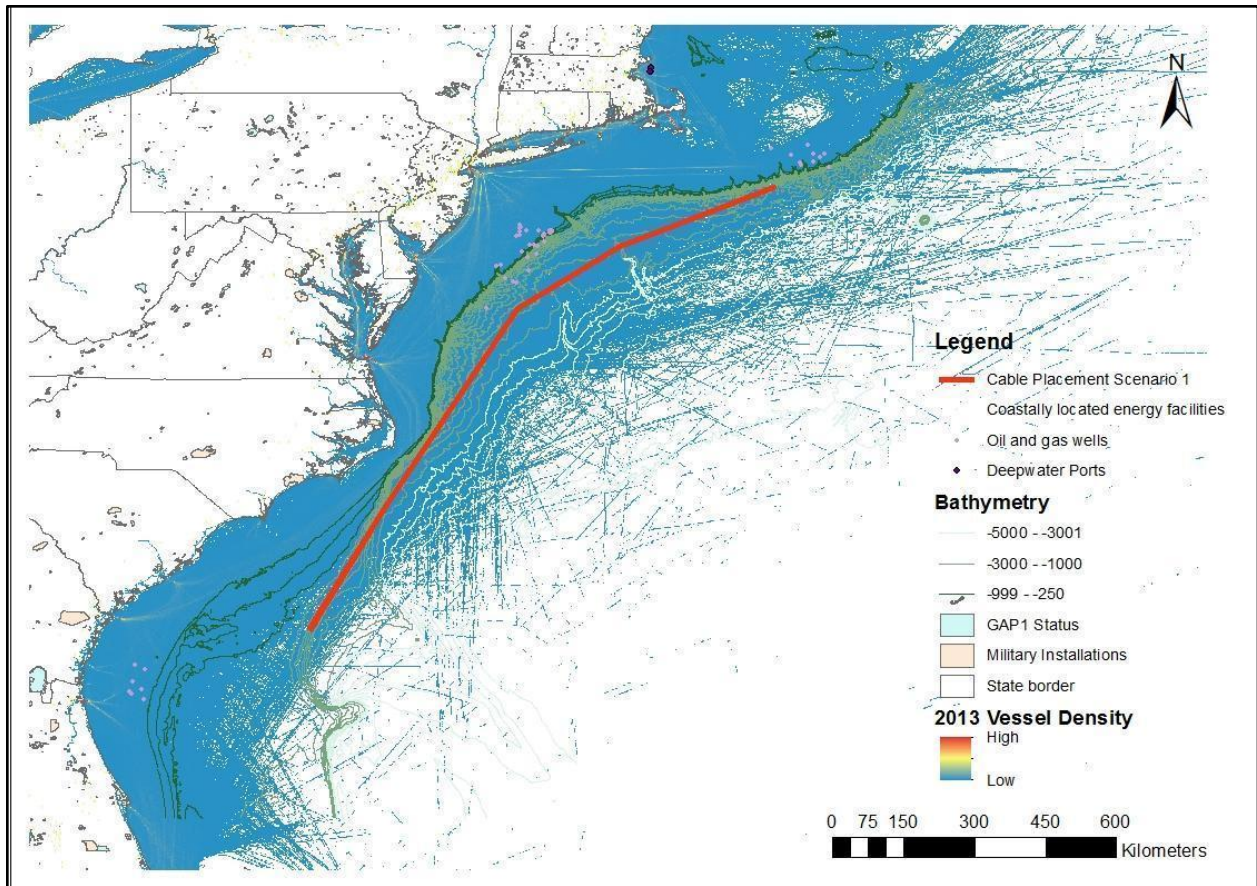 N
Legend
Cable Placement Scenario 1
Coastally located energy facilities
Oil and gas wells
Deepwater Ports
Bathymetry
-5000 - -3001
-3000 - -1000
-999 - -250
GAP1 Status
Military Installations
State border
2013 Vessel Density
High
Low
0 75 150 300 450 600
Kilometers